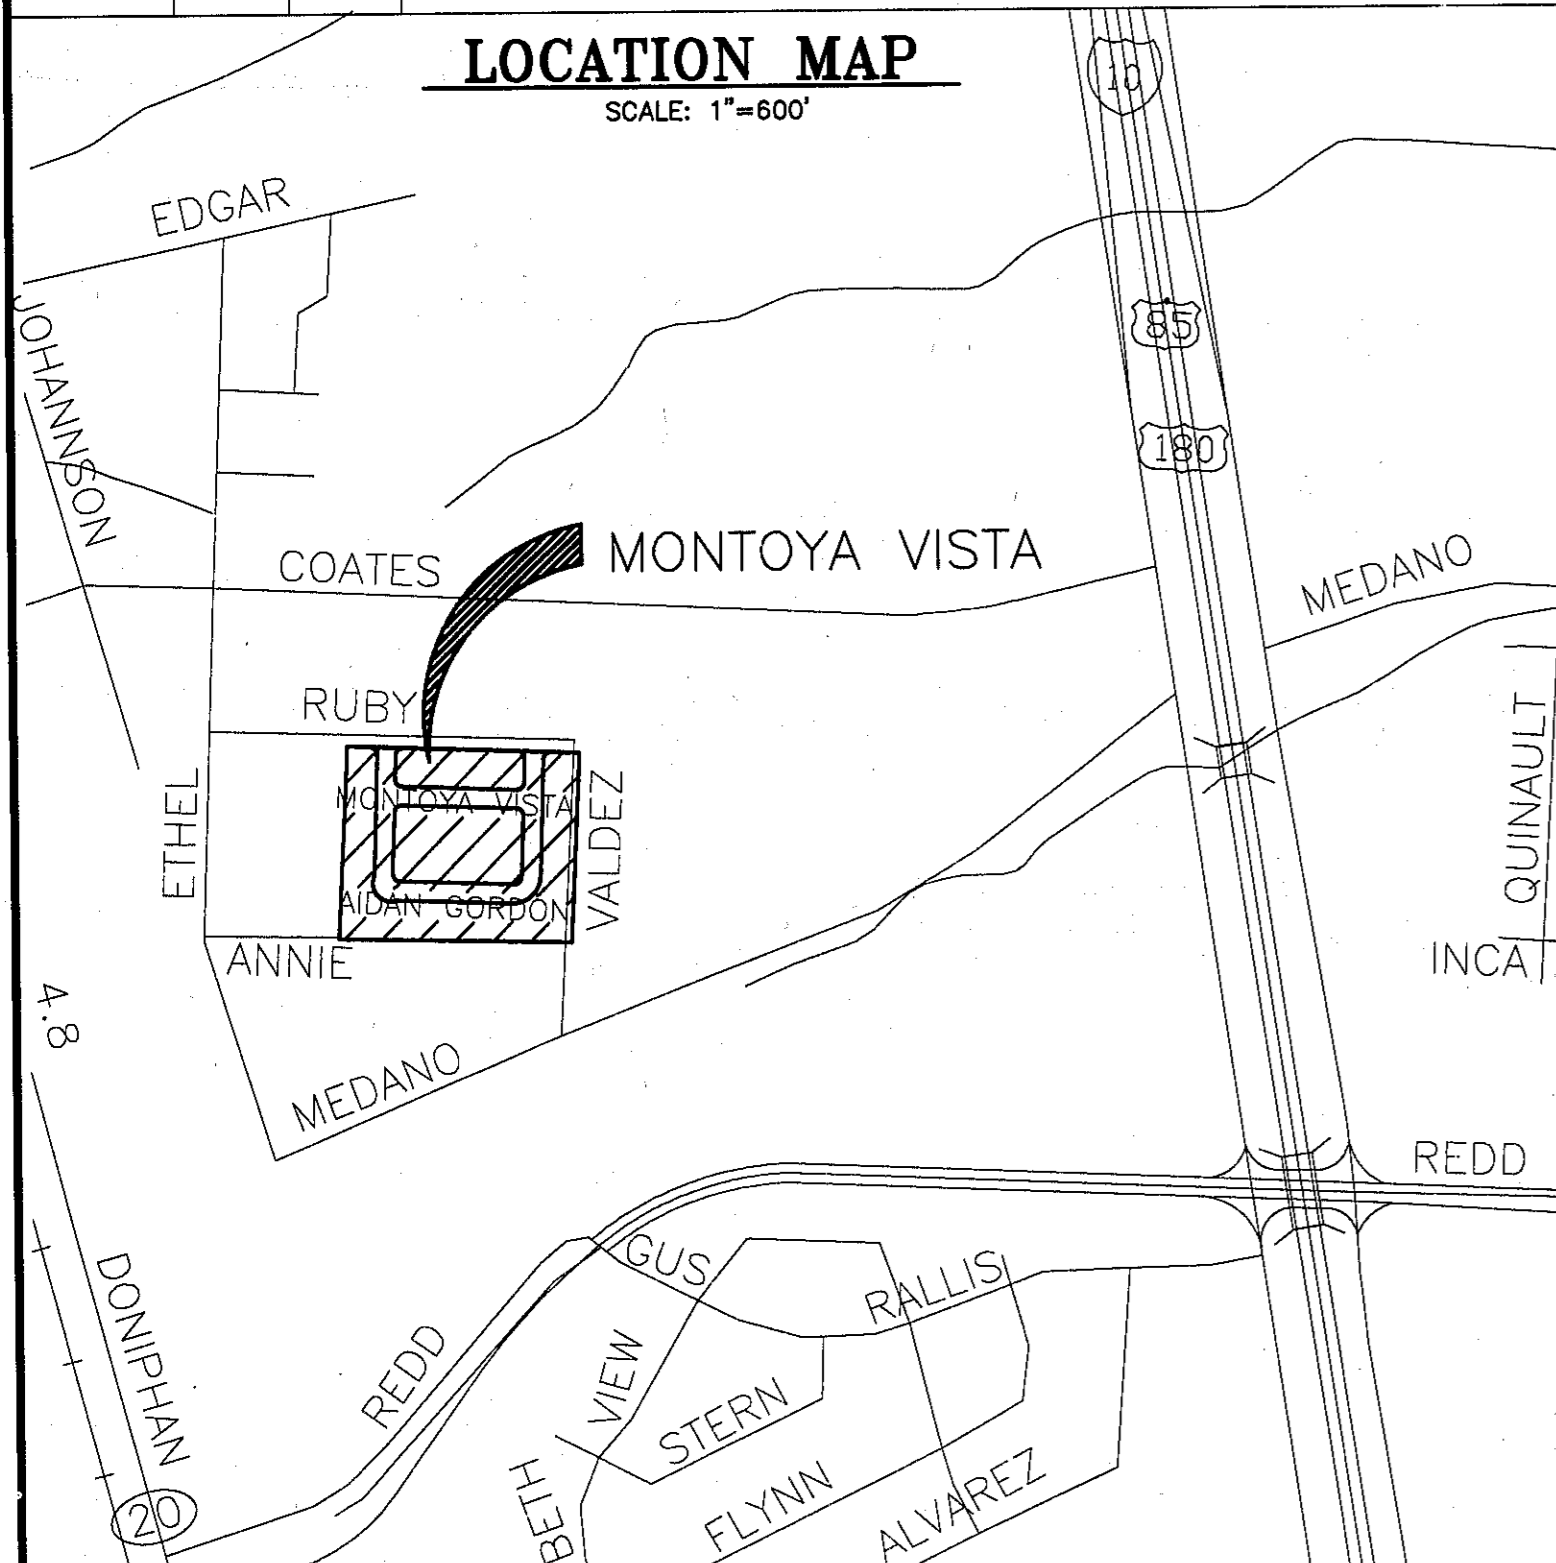 LOCATION MAP
SCALE: 1"=600'
10
EDGAR
JOHANNSON
85
180
COATES
MONTOYA VISTA
MEDANO
RUBY
ETHEL
MONTOYA VISTA
VALDEZ
QUINAULT
AIDAN GORDON
ANNIE
INCA
4.8
MEDANO
REDD
GUS RALLIS
DONIPHAN
REDD
BETH VIEW
STERN
FLYNN
ALVAREZ
20